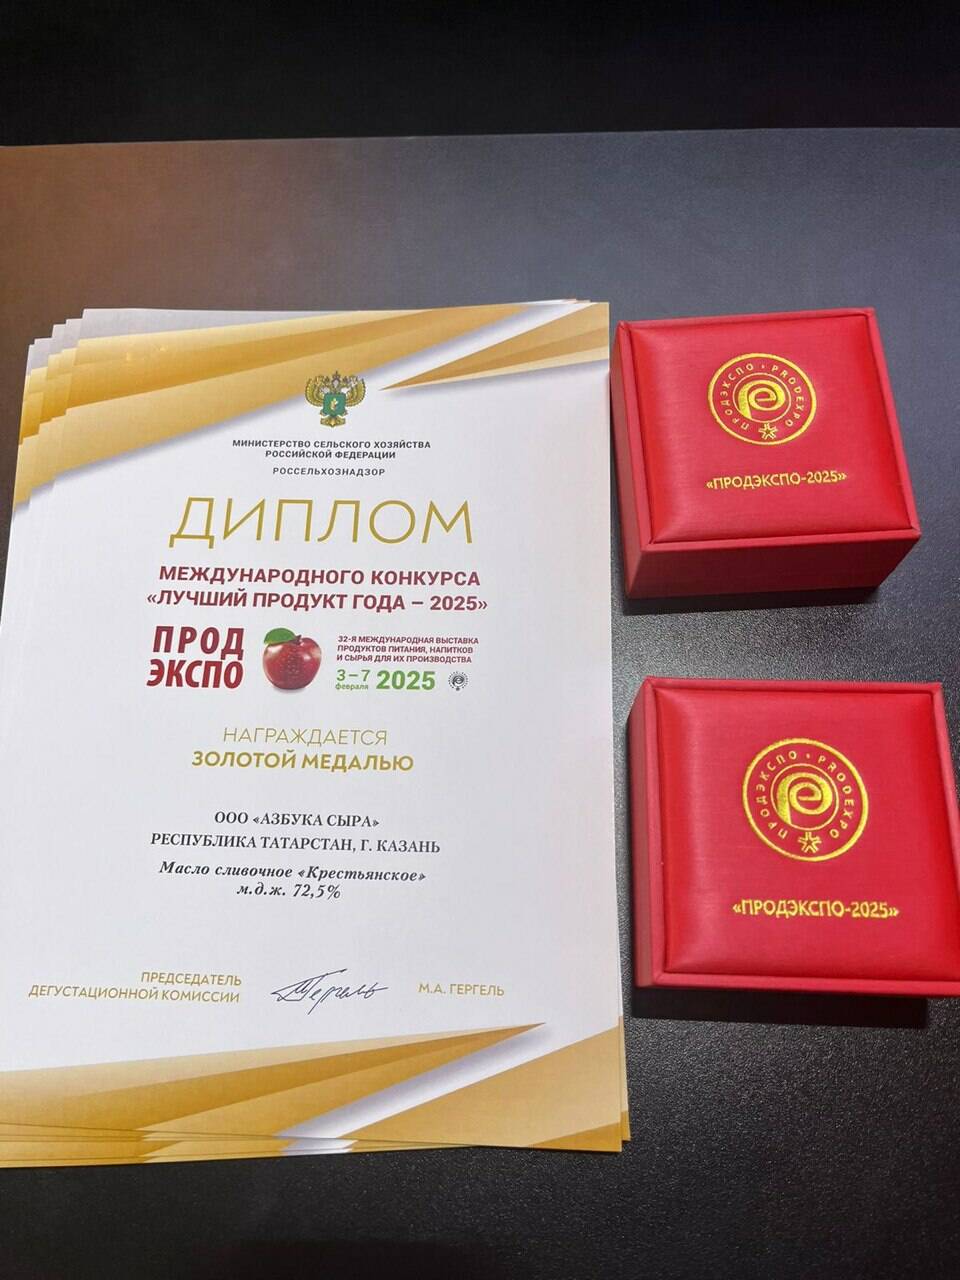 МИНИСТЕРСТВО СЕЛЬСКОГО ХОЗЯЙСТВА
РОССИЙСКОЙ ФЕДЕРАЦИИ
РОССЕЛЬХОЗНАДЗОР
ДИПЛОМ
МЕЖДУНАРОДНОГО КОНКУРСА
«ЛУЧШИЙ ПРОДУКТ ГОДА – 2025»
ПРОД
ЭКСПО
32-Я МЕЖДУНАРОДНАЯ ВЫСТАВКА
ПРОДУКТОВ ПИТАНИЯ, НАПИТКОВ
И СЫРЬЯ ДЛЯ ИХ ПРОИЗВОДСТВА
3–7
февраля
2025
НАГРАЖДАЕТСЯ
ЗОЛОТОЙ МЕДАЛЬЮ
ООО «АЗБУКА СЫРА»
РЕСПУБЛИКА ТАТАРСТАН, Г. КАЗАНЬ
Масло сливочное «Крестьянское»
м.д.ж. 72,5%
ПРЕДСЕДАТЕЛЬ
ДЕГУСТАЦИОННОЙ КОМИССИИ
М.А. ГЕРГЕЛЬ
ПРОДЭКСПО • PRODEXPO
«ПРОДЭКСПО-2025»
ПРОДЭКСПО • PRODEXPO
«ПРОДЭКСПО-2025»